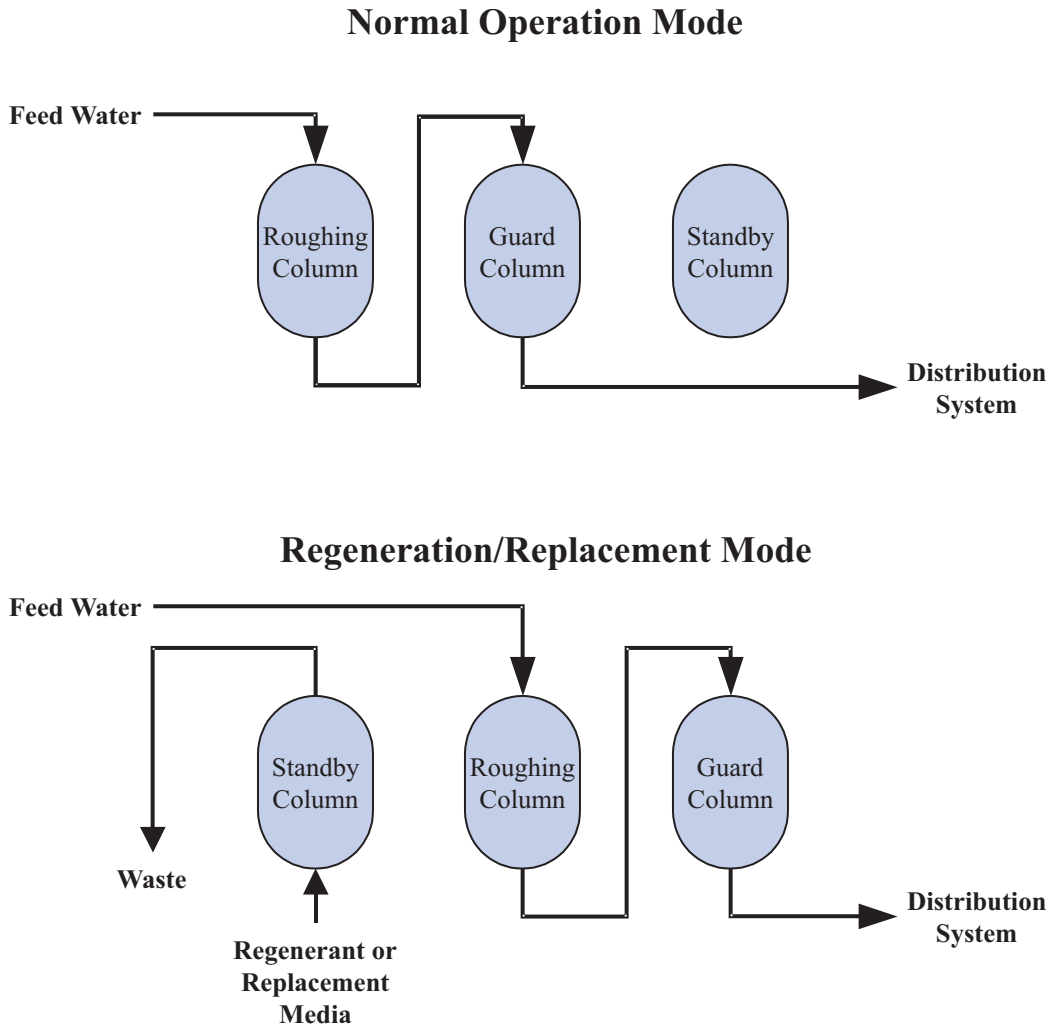 Normal Operation Mode
Feed Water
Roughing
Column
Guard
Column
Standby
Column
Distribution
System
Regeneration/Replacement Mode
Feed Water
Standby
Column
Roughing
Column
Guard
Column
Waste
Distribution
System
Regenerant or
Replacement
Media